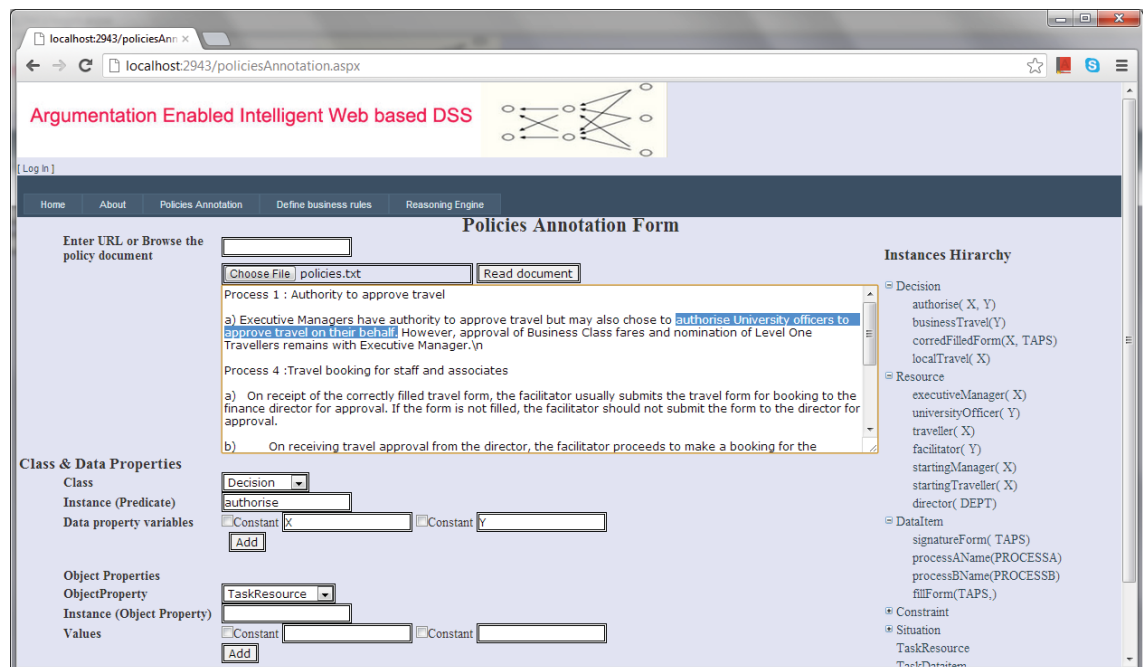 localhost:2943/policiesAnn ×
localhost:2943/policiesAnnotation.aspx
Argumentation Enabled Intelligent Web based DSS
[ Log In ]
Home About Policies Annotation Define business rules Reasoning Engine
Policies Annotation Form
Enter URL or Browse the
policy document
Choose File policies.txt Read document
Process 1 : Authority to approve travel
a) Executive Managers have authority to approve travel but may also chose to authorise University officers to
approve travel on their behalf. However, approval of Business Class fares and nomination of Level One
Travellers remains with Executive Manager.\n
Process 4 :Travel booking for staff and associates
a) On receipt of the correctly filled travel form, the facilitator usually submits the travel form for booking to the
finance director for approval. If the form is not filled, the facilitator should not submit the form to the director for
approval.
b) On receiving travel approval from the director, the facilitator proceeds to make a booking for the
Class & Data Properties
Class Decision
Instance (Predicate) authorise
Data property variables Constant X Constant Y
Add
Object Properties
ObjectProperty TaskResource
Instance (Object Property)
Values Constant Constant
Add
Instances Hirarchy
Decision
authorise( X, Y)
businessTravel(Y)
corredFilledForm(X, TAPS)
localTravel( X)
Resource
executiveManager( X)
universityOfficer( Y)
traveller( X)
facilitator( Y)
startingManager( X)
startingTraveller( X)
director( DEPT)
DataItem
signatureForm( TAPS)
processAName(PROCESSA)
processBName(PROCESSB)
fillForm(TAPS,)
Constraint
Situation
TaskResource
TaskDataitem